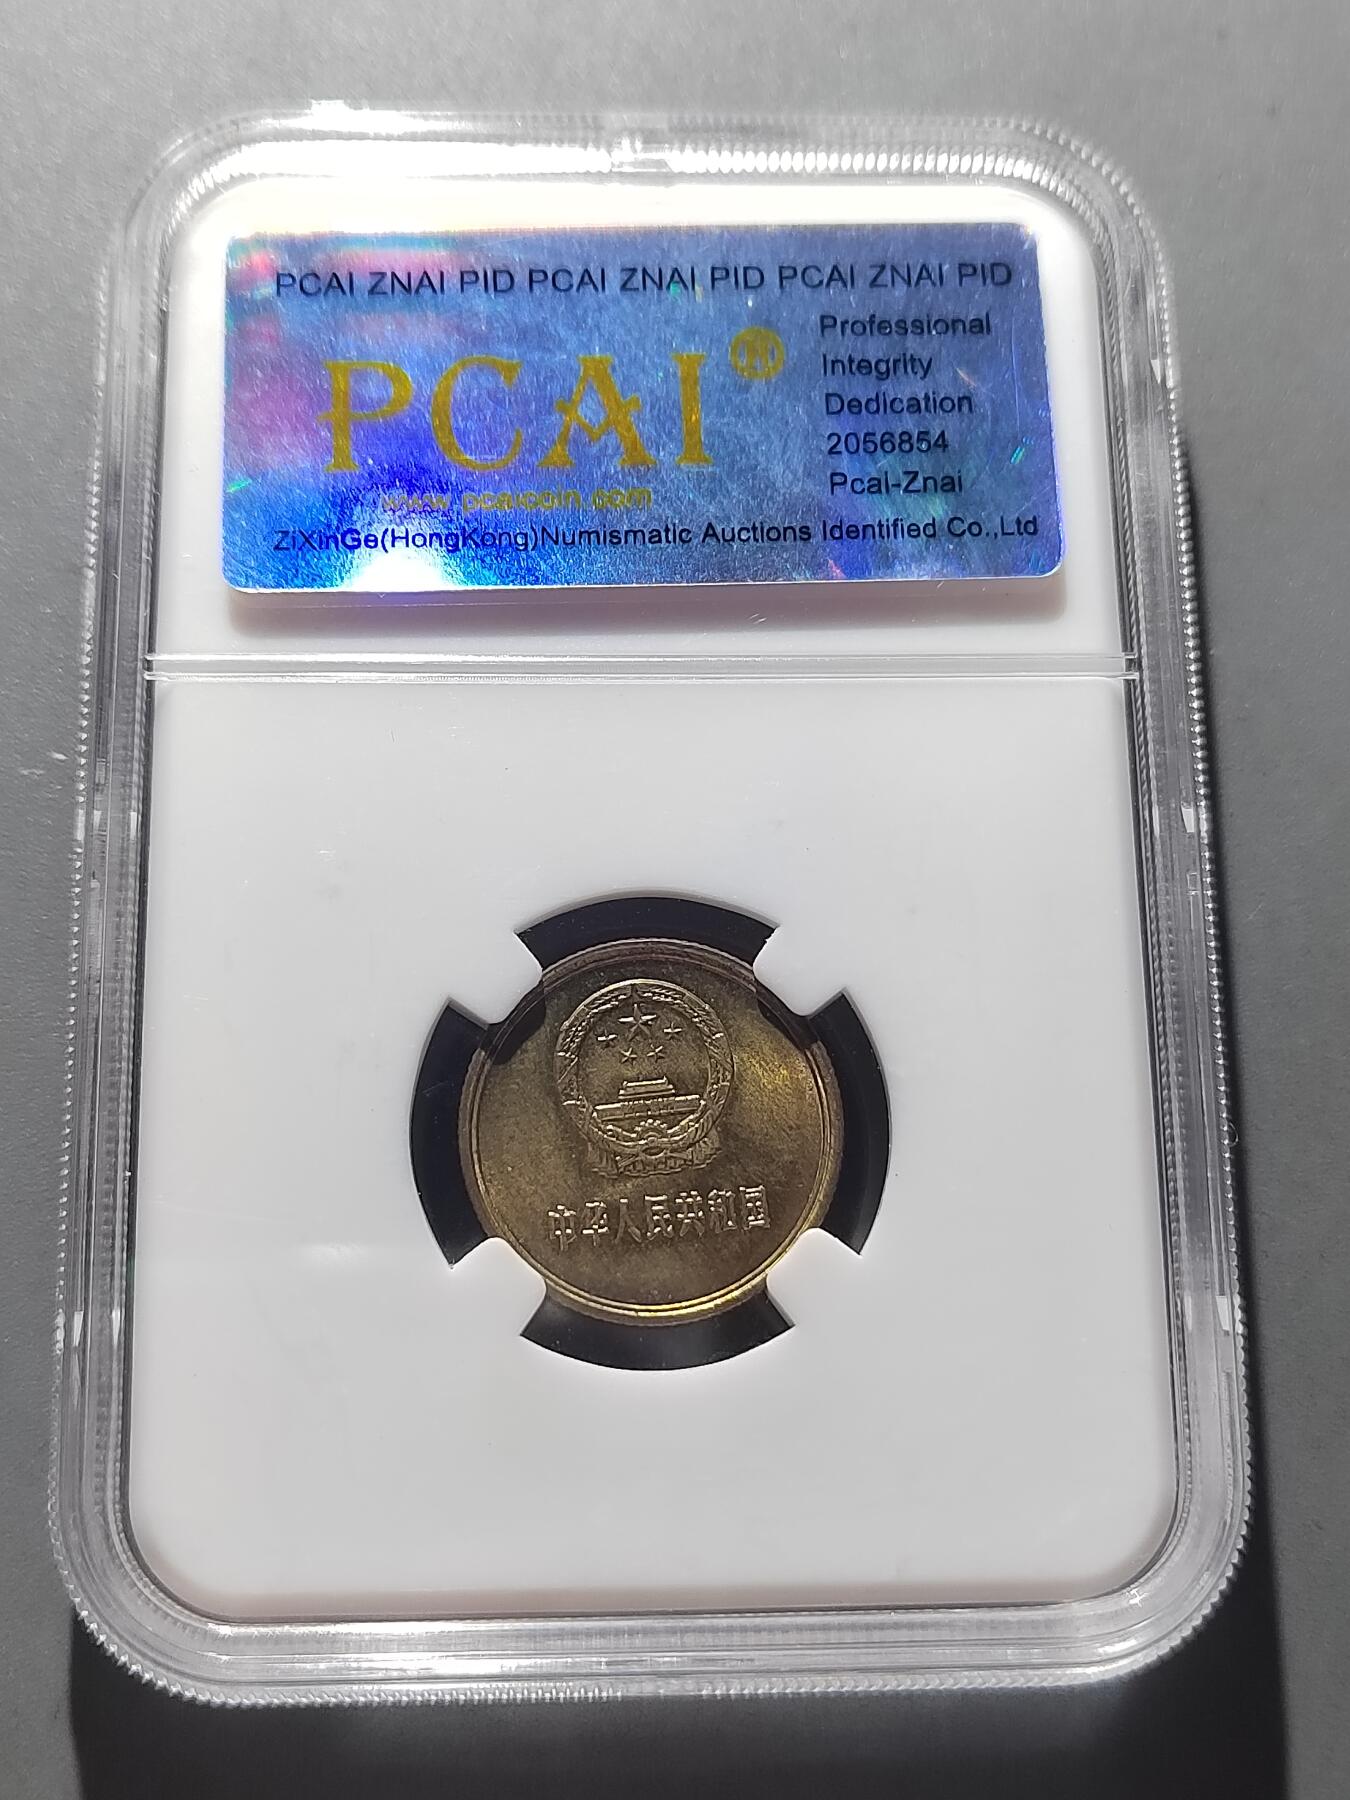 PCAI ZNAI PID PCAI ZNAI PID PCAI ZNAI PID
PCAI®
www.pcaicoin.com
Professional
Integrity
Dedication
2056854
Pcal-Znai
ZiXinGe(HongKong)Numismatic Auctions Identified Co.,Ltd
中华人民共和国